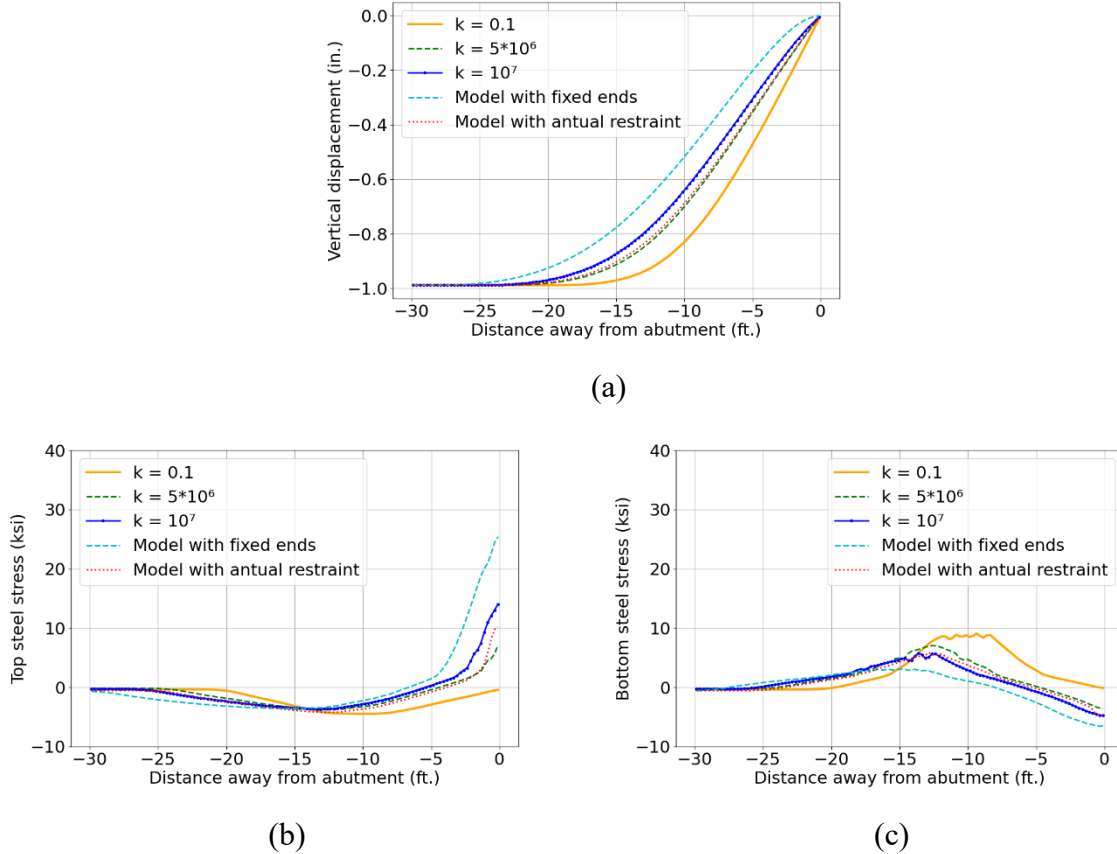 0.0
−0.2
−0.4
−0.6
−0.8
−1.0
Vertical displacement (in.)
k = 0.1
k = 5*10⁶
k = 10⁷
Model with fixed ends
Model with antual restraint
−30 −25 −20 −15 −10 −5 0
Distance away from abutment (ft.)
(a)
40
30
20
10
0
−10
Top steel stress (ksi)
k = 0.1
k = 5*10⁶
k = 10⁷
Model with fixed ends
Model with antual restraint
−30 −25 −20 −15 −10 −5 0
Distance away from abutment (ft.)
(b)
40
30
20
10
0
−10
Bottom steel stress (ksi)
k = 0.1
k = 5*10⁶
k = 10⁷
Model with fixed ends
Model with antual restraint
−30 −25 −20 −15 −10 −5 0
Distance away from abutment (ft.)
(c)